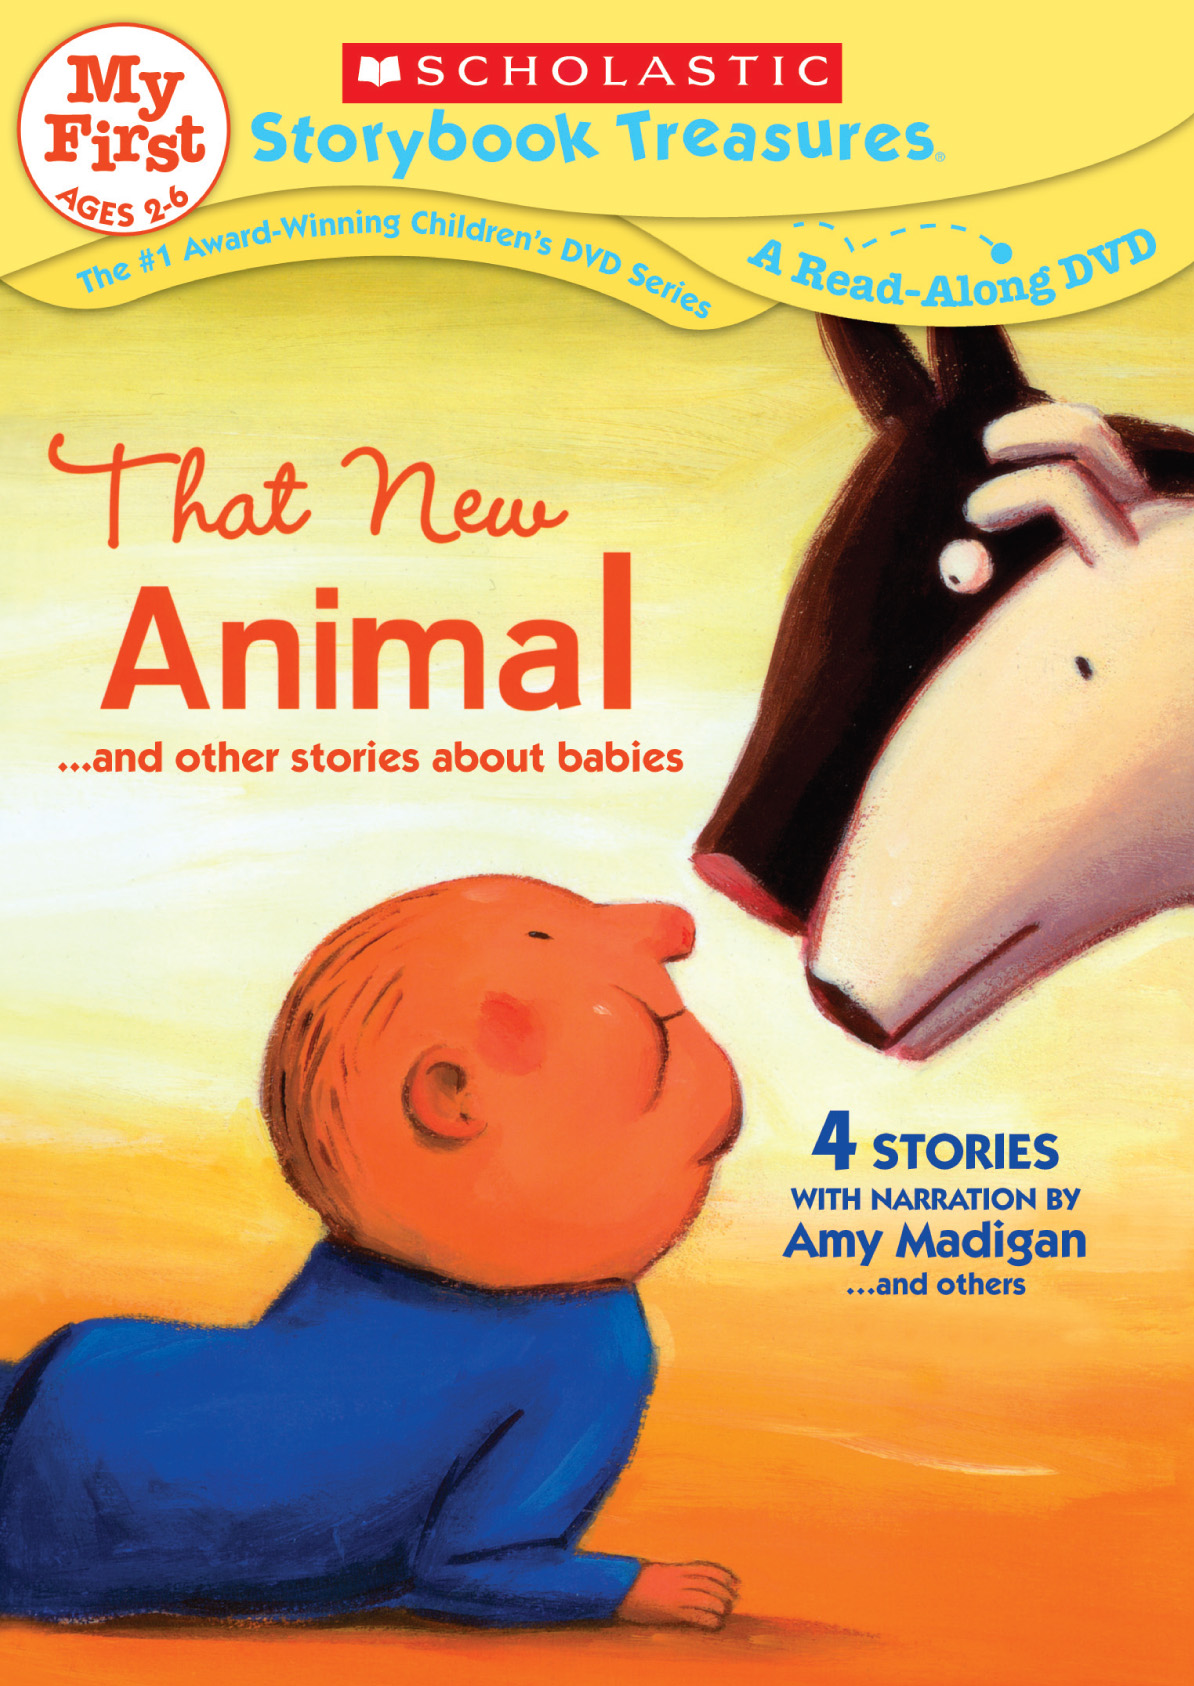 My
First
AGES 2-6
SCHOLASTIC
Storybook Treasures®
The #1 Award-Winning Children's DVD Series
A Read-Along DVD
That New
Animal
...and other stories about babies
4 STORIES
WITH NARRATION BY
Amy Madigan
...and others